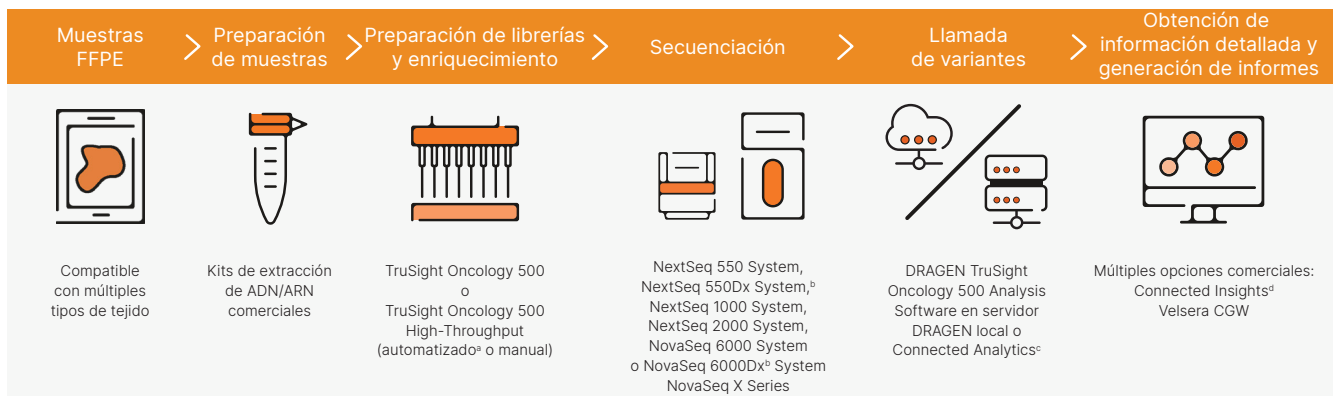 Muestras
FFPE
Preparación
de muestras
Preparación de librerías
y enriquecimiento
Secuenciación
Llamada
de variantes
Obtención de
información detallada y
generación de informes
Compatible
con múltiples
tipos de tejido
Kits de extracción
de ADN/ARN
comerciales
TruSight Oncology 500
o
TruSight Oncology 500
High-Throughput
(automatizadoᵃ o manual)
NextSeq 550 System,
NextSeq 550Dx System,ᵇ
NextSeq 1000 System,
NextSeq 2000 System,
NovaSeq 6000 System
o NovaSeq 6000Dxᵇ System
NovaSeq X Series
DRAGEN TruSight
Oncology 500 Analysis
Software en servidor
DRAGEN local o
Connected Analyticsᶜ
Múltiples opciones comerciales:
Connected Insightsᵈ
Velsera CGW